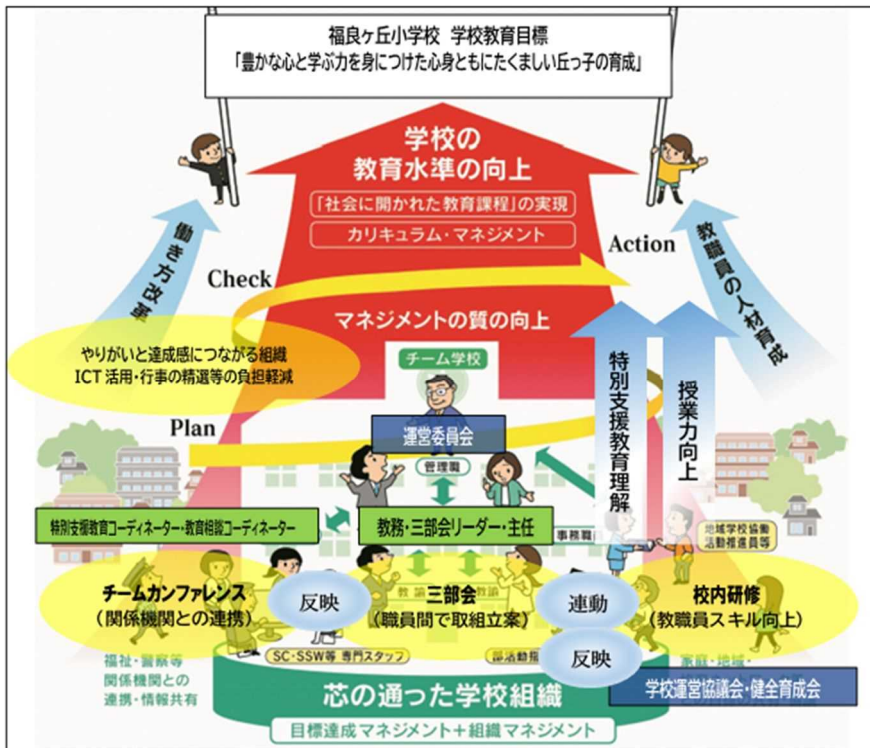 福良ヶ丘小学校 学校教育目標
「豊かな心と学ぶ力を身につけた心身ともにたくましい丘っ子の育成」
学校の
教育水準の向上
「社会に開かれた教育課程」の実現
カリキュラム・マネジメント
働き方改革
教職員の人材育成
Check
Action
マネジメントの質の向上
やりがいと達成感につながる組織
ICT活用・行事の精選等の負担軽減
チーム学校
特別支援教育理解
授業力向上
Plan
運営委員会
管理職
特別支援教育コーディネーター・教育相談コーディネーター
教務・三部会リーダー・主任
事務職
地域学校協働
活動推進員等
チームカンファレンス
(関係機関との連携)
反映
教諭
教諭
三部会
(職員間で取組立案)
連動
校内研修
(教職員スキル向上)
SC・SSW等 専門スタッフ
部活動指
反映
福祉・警察等
関係機関との
連携・情報共有
家庭・地域・
学校運営協議会・健全育成会
芯の通った学校組織
目標達成マネジメント+組織マネジメント